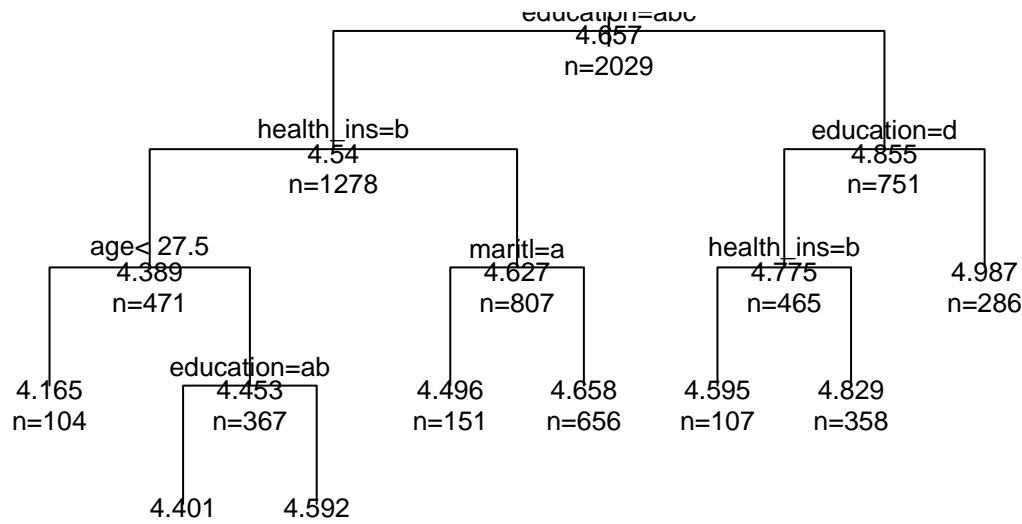 education=abc
4.657
n=2029
health_ins=b
4.54
n=1278
education=d
4.855
n=751
age< 27.5
4.389
n=471
maritl=a
4.627
n=807
health_ins=b
4.775
n=465
4.987
n=286
4.165
n=104
education=ab
4.453
n=367
4.496
n=151
4.658
n=656
4.595
n=107
4.829
n=358
4.401
4.592